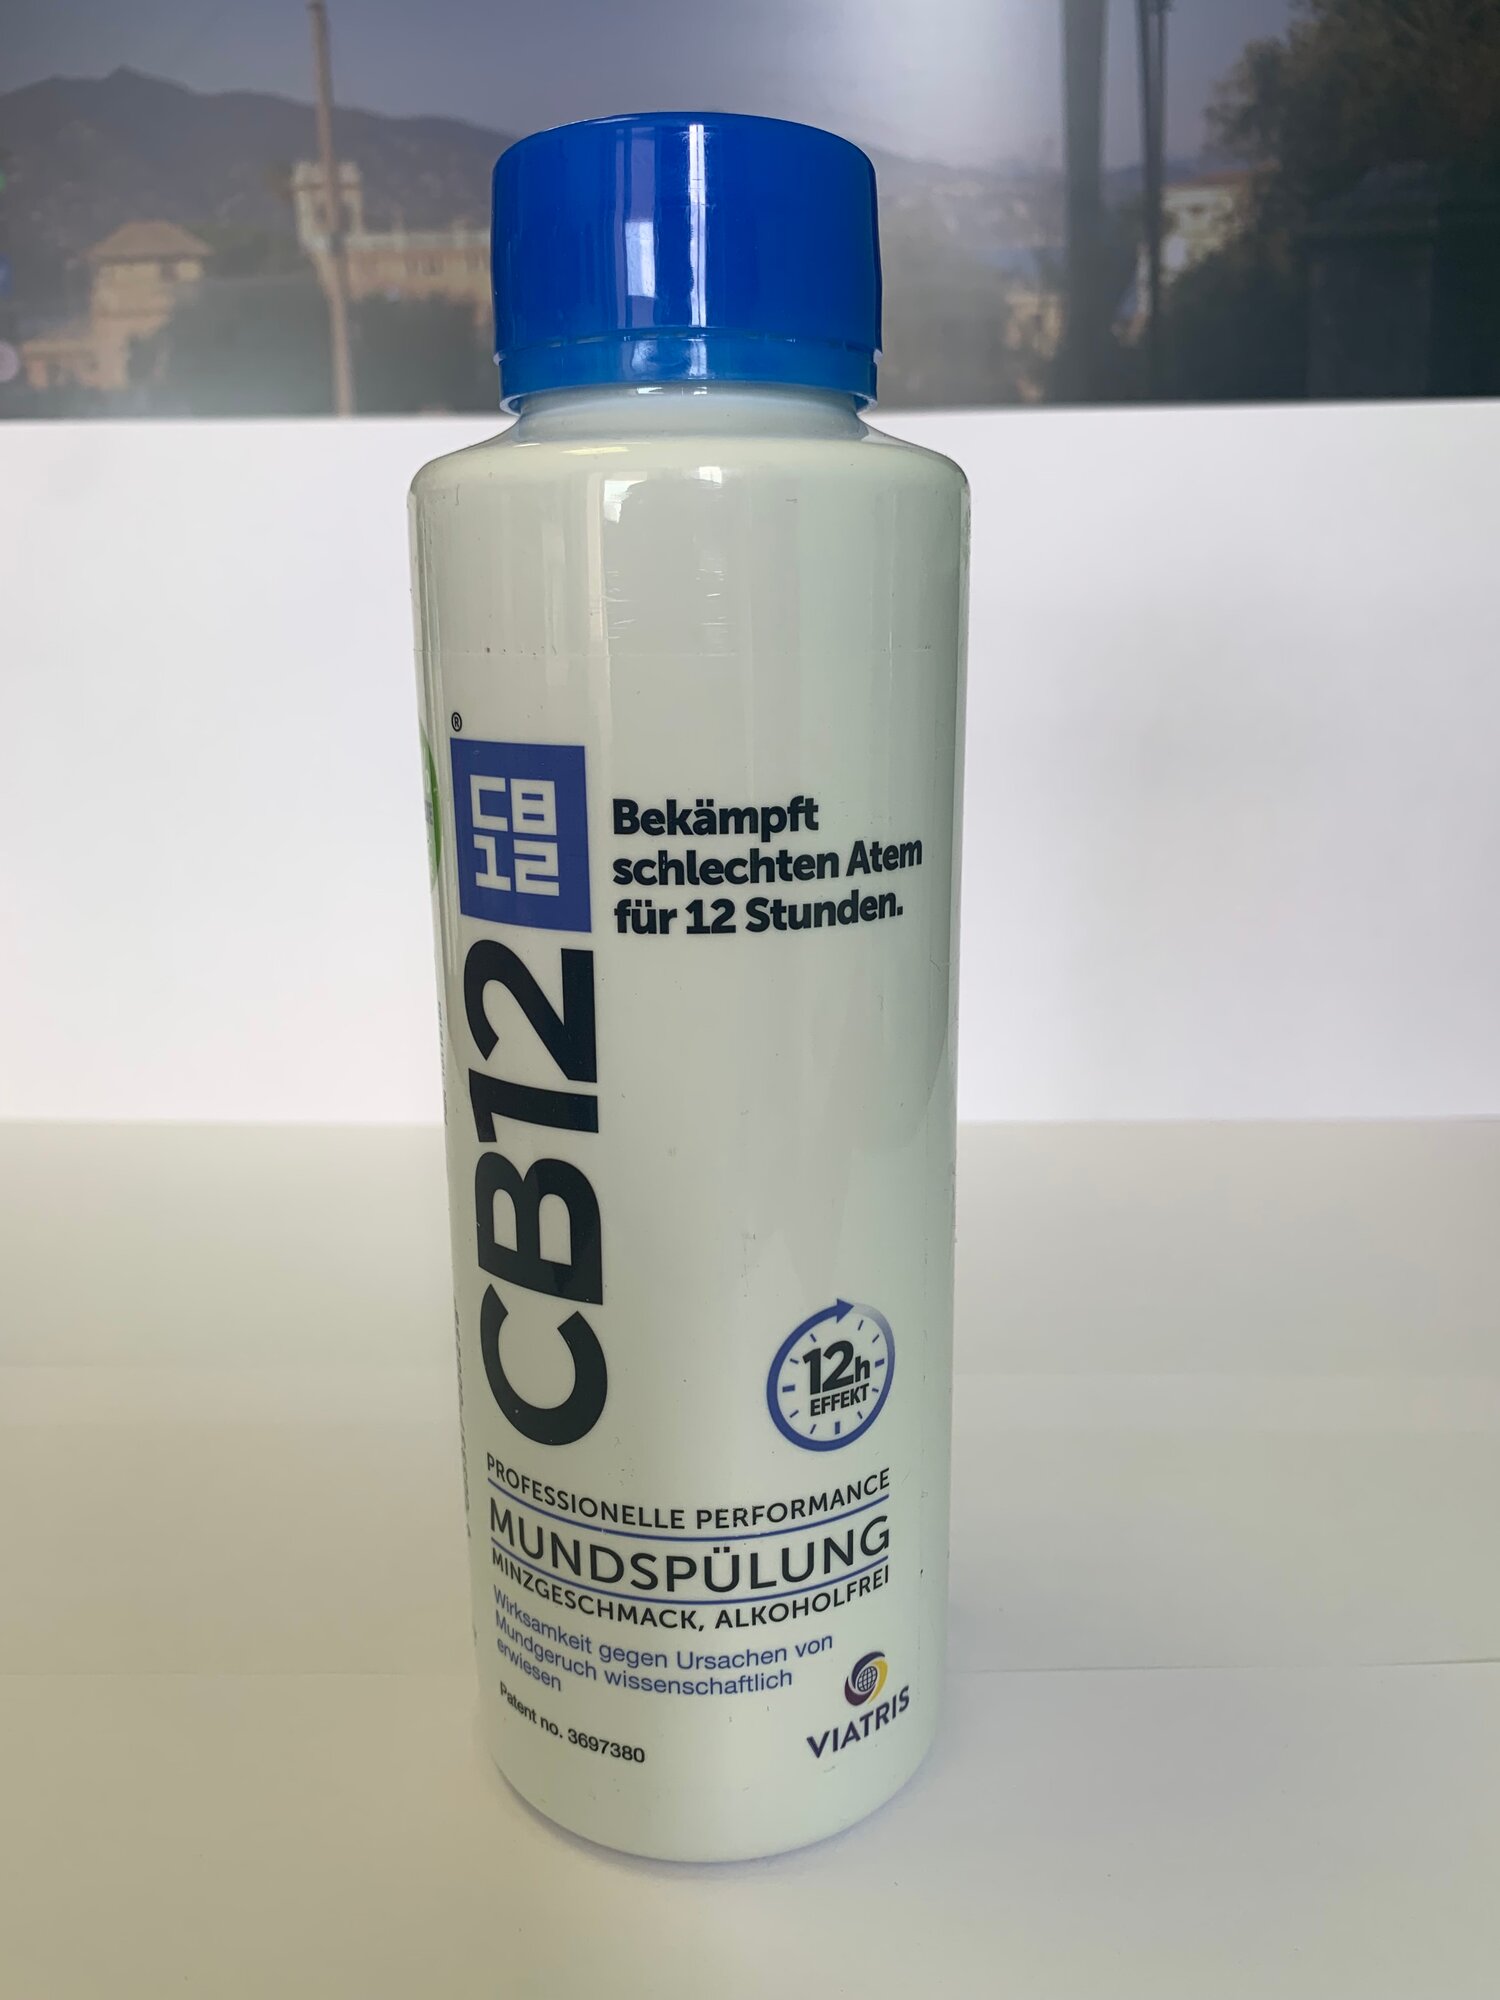 ®
CB
12
CB12
Bekämpft
schlechten Atem
für 12 Stunden.
12h
EFFEKT
PROFESSIONELLE PERFORMANCE
MUNDSPÜLUNG
MINZGESCHMACK, ALKOHOLFREI
Wirksamkeit gegen Ursachen von
Mundgeruch wissenschaftlich
erwiesen
Patent no. 3697380
VIATRIS